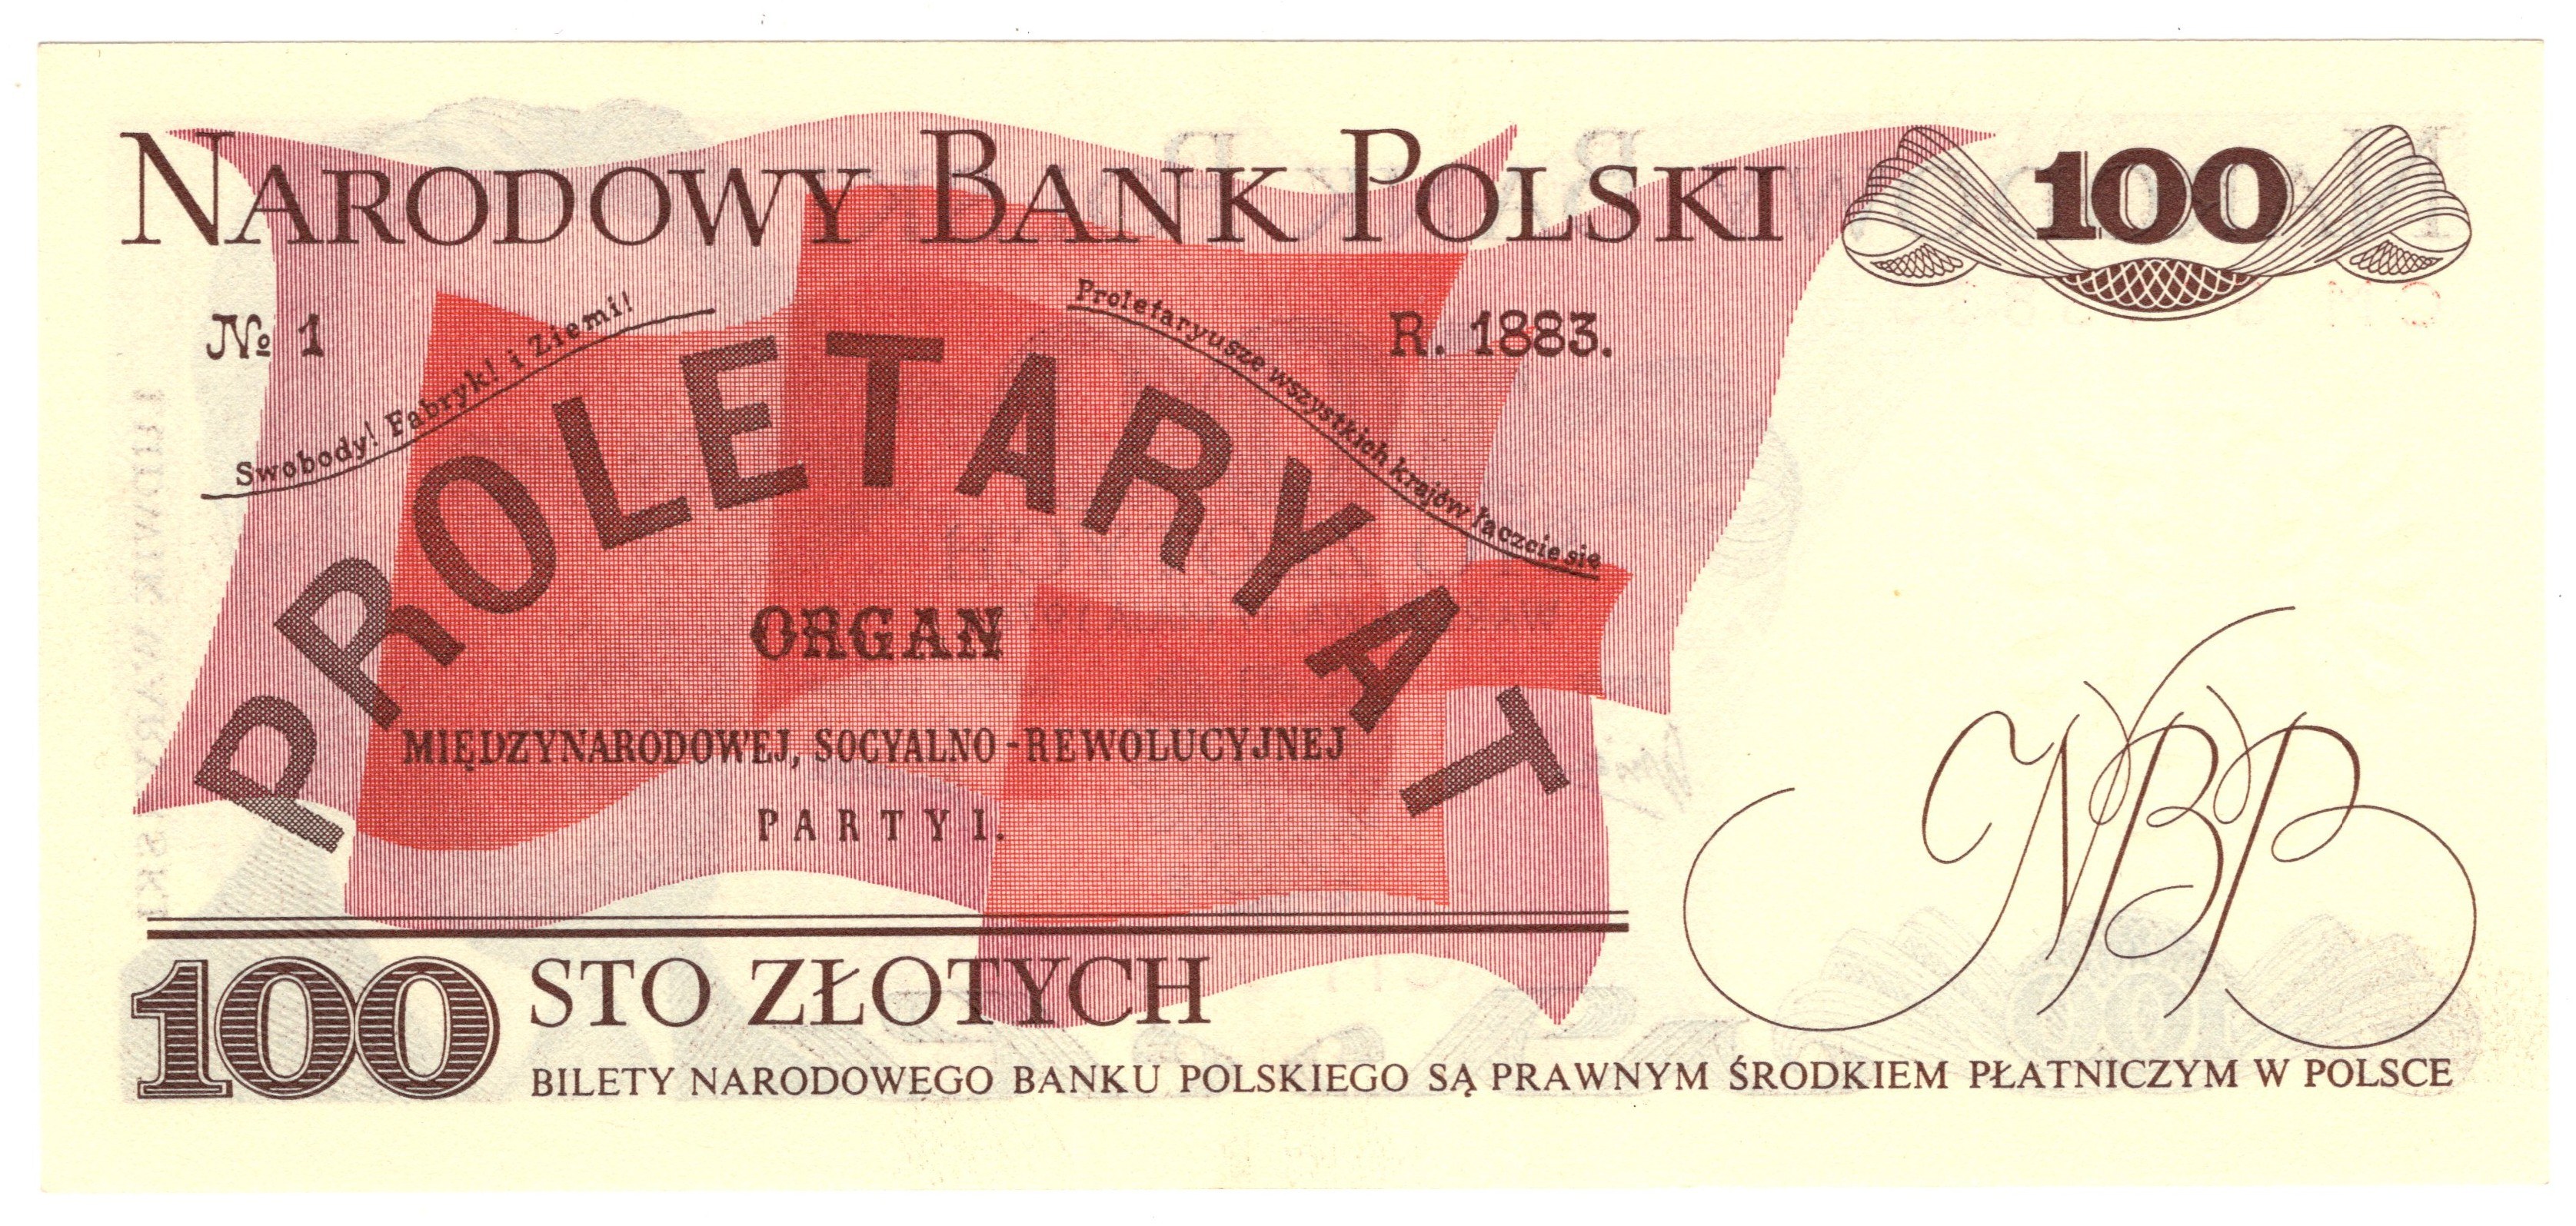 NARODOWY BANK POLSKI
100
№ 1
R. 1883.
Swobody! Fabryk! i Ziemi!
Proletaryusze wszystkich krajów łączcie się
PROLETARYAT
ORGAN
MIĘDZYNARODOWEJ, SOCYALNO-REWOLUCYJNEJ
PARTYI.
NBP
100 STO ZŁOTYCH
BILETY NARODOWEGO BANKU POLSKIEGO SĄ PRAWNYM ŚRODKIEM PŁATNICZYM W POLSCE